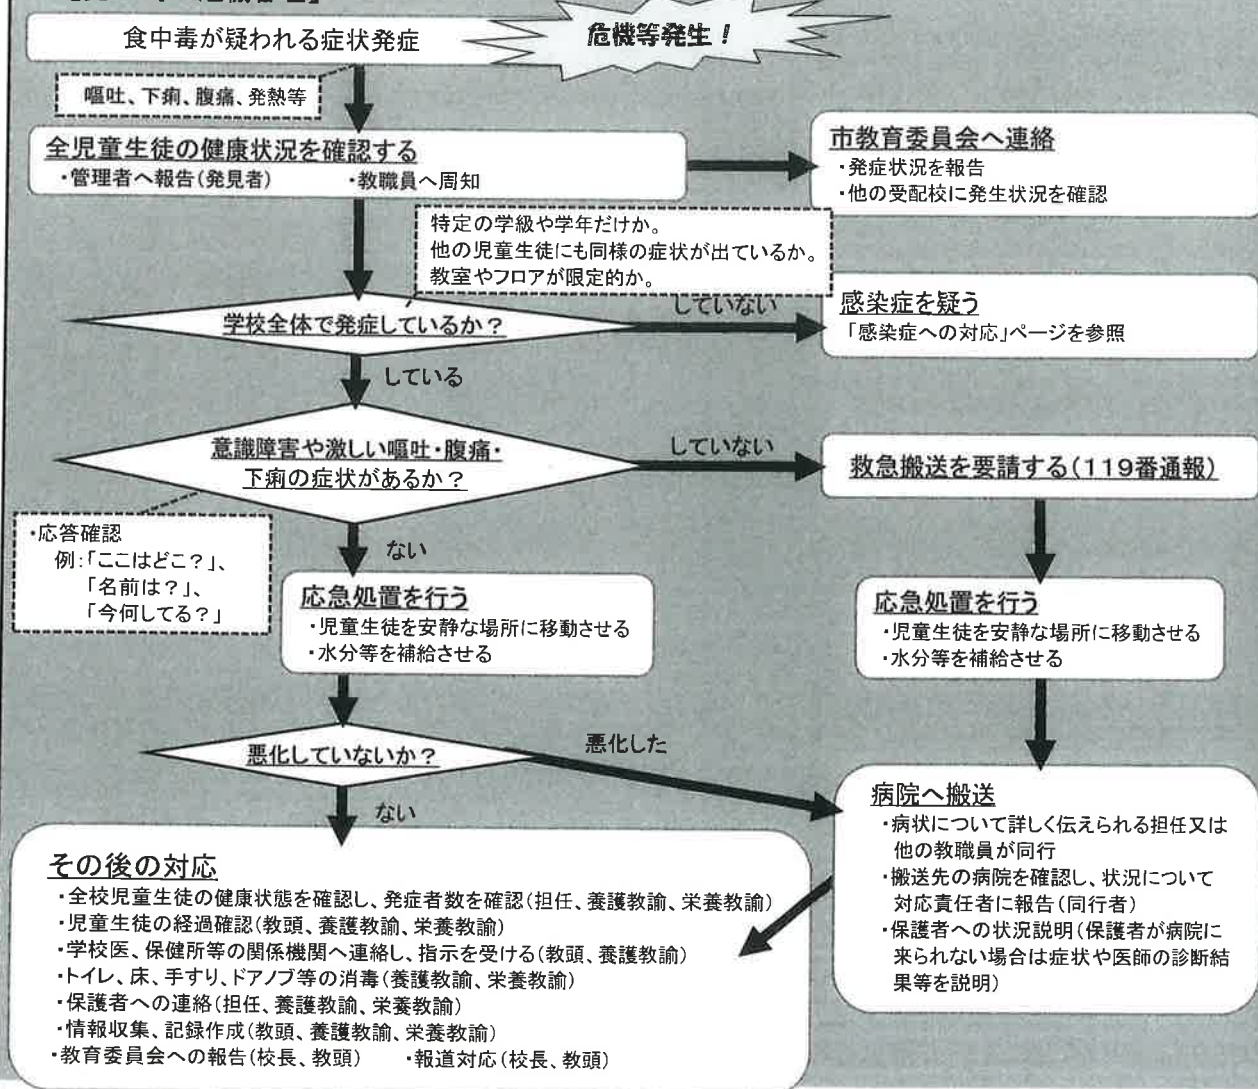 危機等発生！
食中毒が疑われる症状発症
嘔吐、下痢、腹痛、発熱等
全児童生徒の健康状況を確認する
・管理者へ報告（発見者）　・教職員へ周知
市教育委員会へ連絡
・発症状況を報告
・他の受配校に発生状況を確認
特定の学級や学年だけか。
他の児童生徒にも同様の症状が出ているか。
教室やフロアが限定的か。
学校全体で発症しているか？
していない
感染症を疑う
「感染症への対応」ページを参照
している
意識障害や激しい嘔吐・腹痛・
下痢の症状があるか？
していない
救急搬送を要請する（119番通報）
・応答確認
例：「ここはどこ？」、
「名前は？」、
「今何してる？」
ない
応急処置を行う
・児童生徒を安静な場所に移動させる
・水分等を補給させる
応急処置を行う
・児童生徒を安静な場所に移動させる
・水分等を補給させる
悪化していないか？
悪化した
ない
病院へ搬送
・病状について詳しく伝えられる担任又は
他の教職員が同行
・搬送先の病院を確認し、状況について
対応責任者に報告（同行者）
・保護者への状況説明（保護者が病院に
来られない場合は症状や医師の診断結
果等を説明）
その後の対応
・全校児童生徒の健康状態を確認し、発症者数を確認（担任、養護教諭、栄養教諭）
・児童生徒の経過確認（教頭、養護教諭、栄養教諭）
・学校医、保健所等の関係機関へ連絡し、指示を受ける（教頭、養護教諭）
・トイレ、床、手すり、ドアノブ等の消毒（養護教諭、栄養教諭）
・保護者への連絡（担任、養護教諭、栄養教諭）
・情報収集、記録作成（教頭、養護教諭、栄養教諭）
・教育委員会への報告（校長、教頭）　・報道対応（校長、教頭）